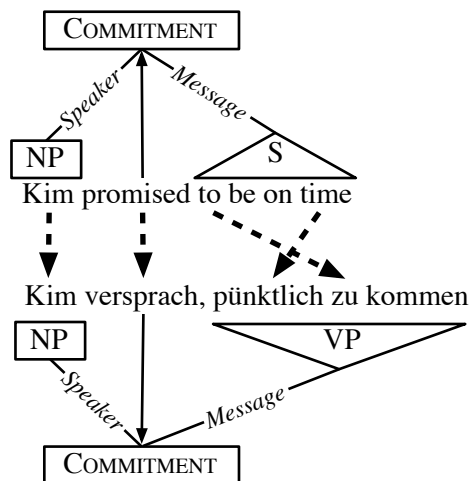 COMMITMENT
Speaker Message
NP S
Kim promised to be on time
Kim versprach, pünktlich zu kommen
NP VP
Speaker Message
COMMITMENT